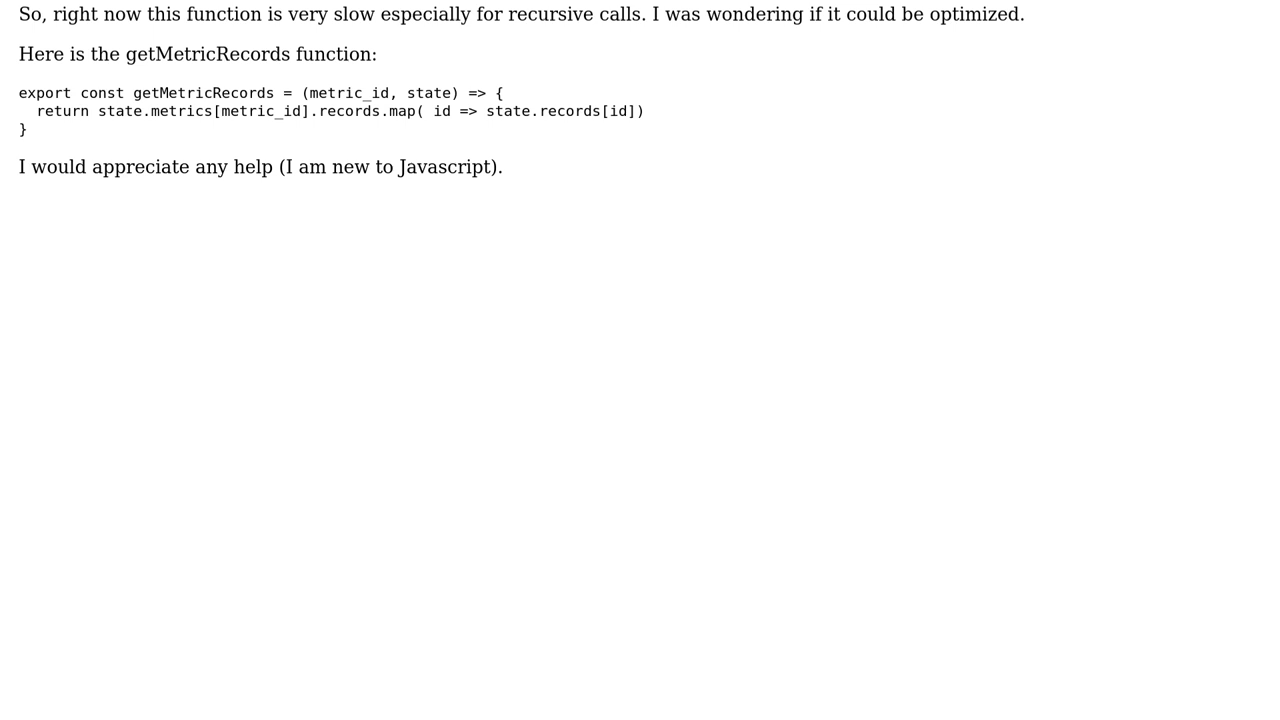 So, right now this function is very slow especially for recursive calls. I was wondering if it could be optimized.
Here is the getMetricRecords function:
export const getMetricRecords = (metric_id, state) => {
  return state.metrics[metric_id].records.map( id => state.records[id])
}
I would appreciate any help (I am new to Javascript).